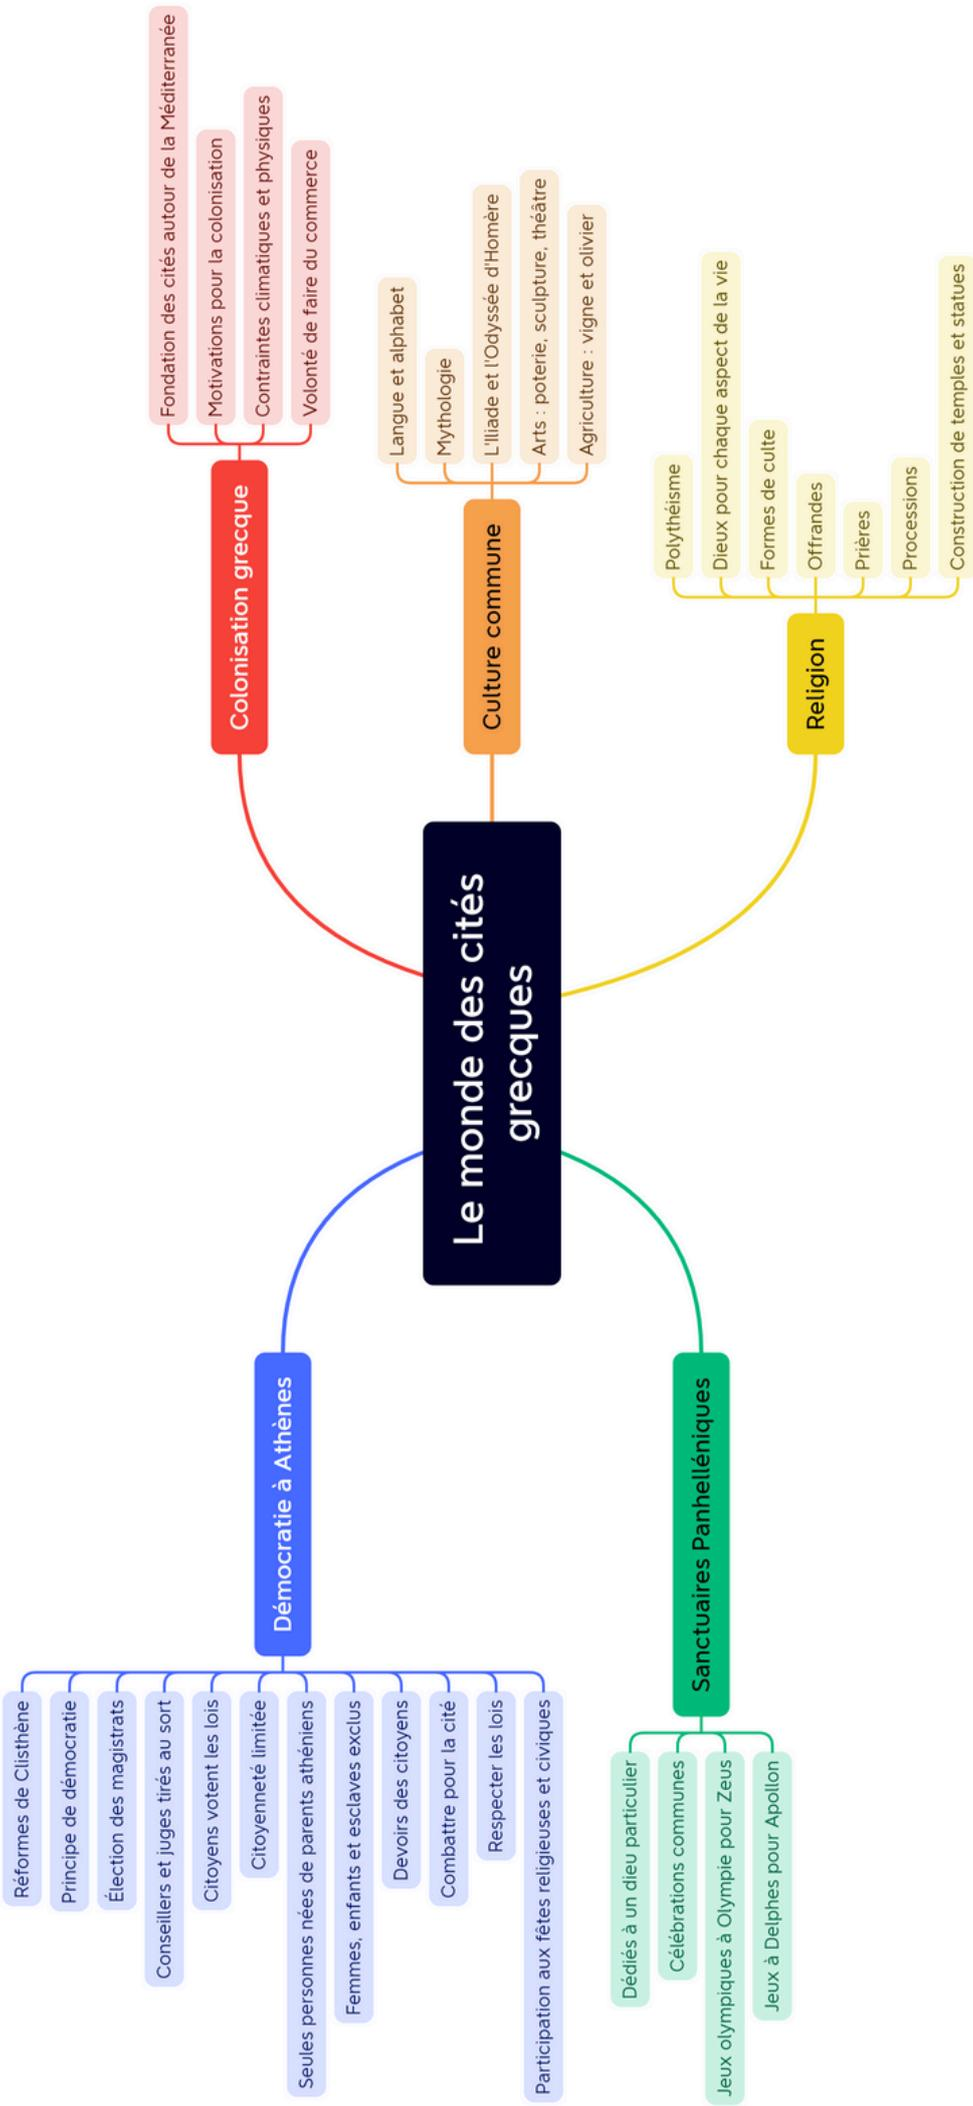 Le monde des cités
grecques
Colonisation grecque
Fondation des cités autour de la Méditerranée
Motivations pour la colonisation
Contraintes climatiques et physiques
Volonté de faire du commerce
Culture commune
Langue et alphabet
Mythologie
L'Iliade et l'Odyssée d'Homère
Arts : poterie, sculpture, théâtre
Agriculture : vigne et olivier
Religion
Polythéisme
Dieux pour chaque aspect de la vie
Formes de culte
Offrandes
Prières
Processions
Construction de temples et statues
Démocratie à Athènes
Réformes de Clisthène
Principe de démocratie
Élection des magistrats
Conseillers et juges tirés au sort
Citoyens votent les lois
Citoyenneté limitée
Seules personnes nées de parents athéniens
Femmes, enfants et esclaves exclus
Devoirs des citoyens
Combattre pour la cité
Respecter les lois
Participation aux fêtes religieuses et civiques
Sanctuaires Panhelléniques
Dédiés à un dieu particulier
Célébrations communes
Jeux olympiques à Olympie pour Zeus
Jeux à Delphes pour Apollon